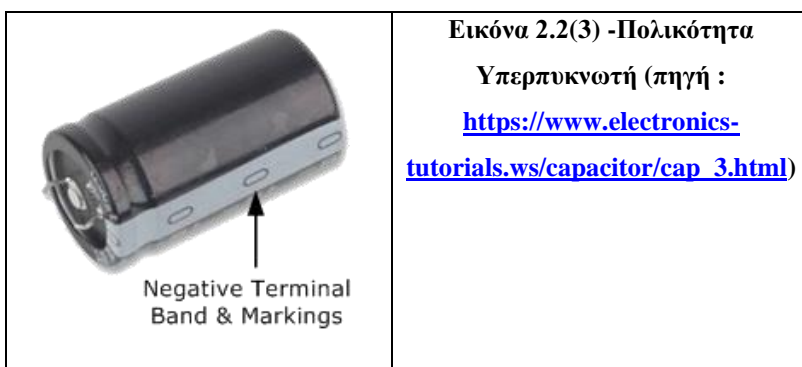 Negative Terminal
Band & Markings
Εικόνα 2.2(3) -Πολικότητα
Υπερπυκνωτή (πηγή :
https://www.electronics-
tutorials.ws/capacitor/cap_3.html)